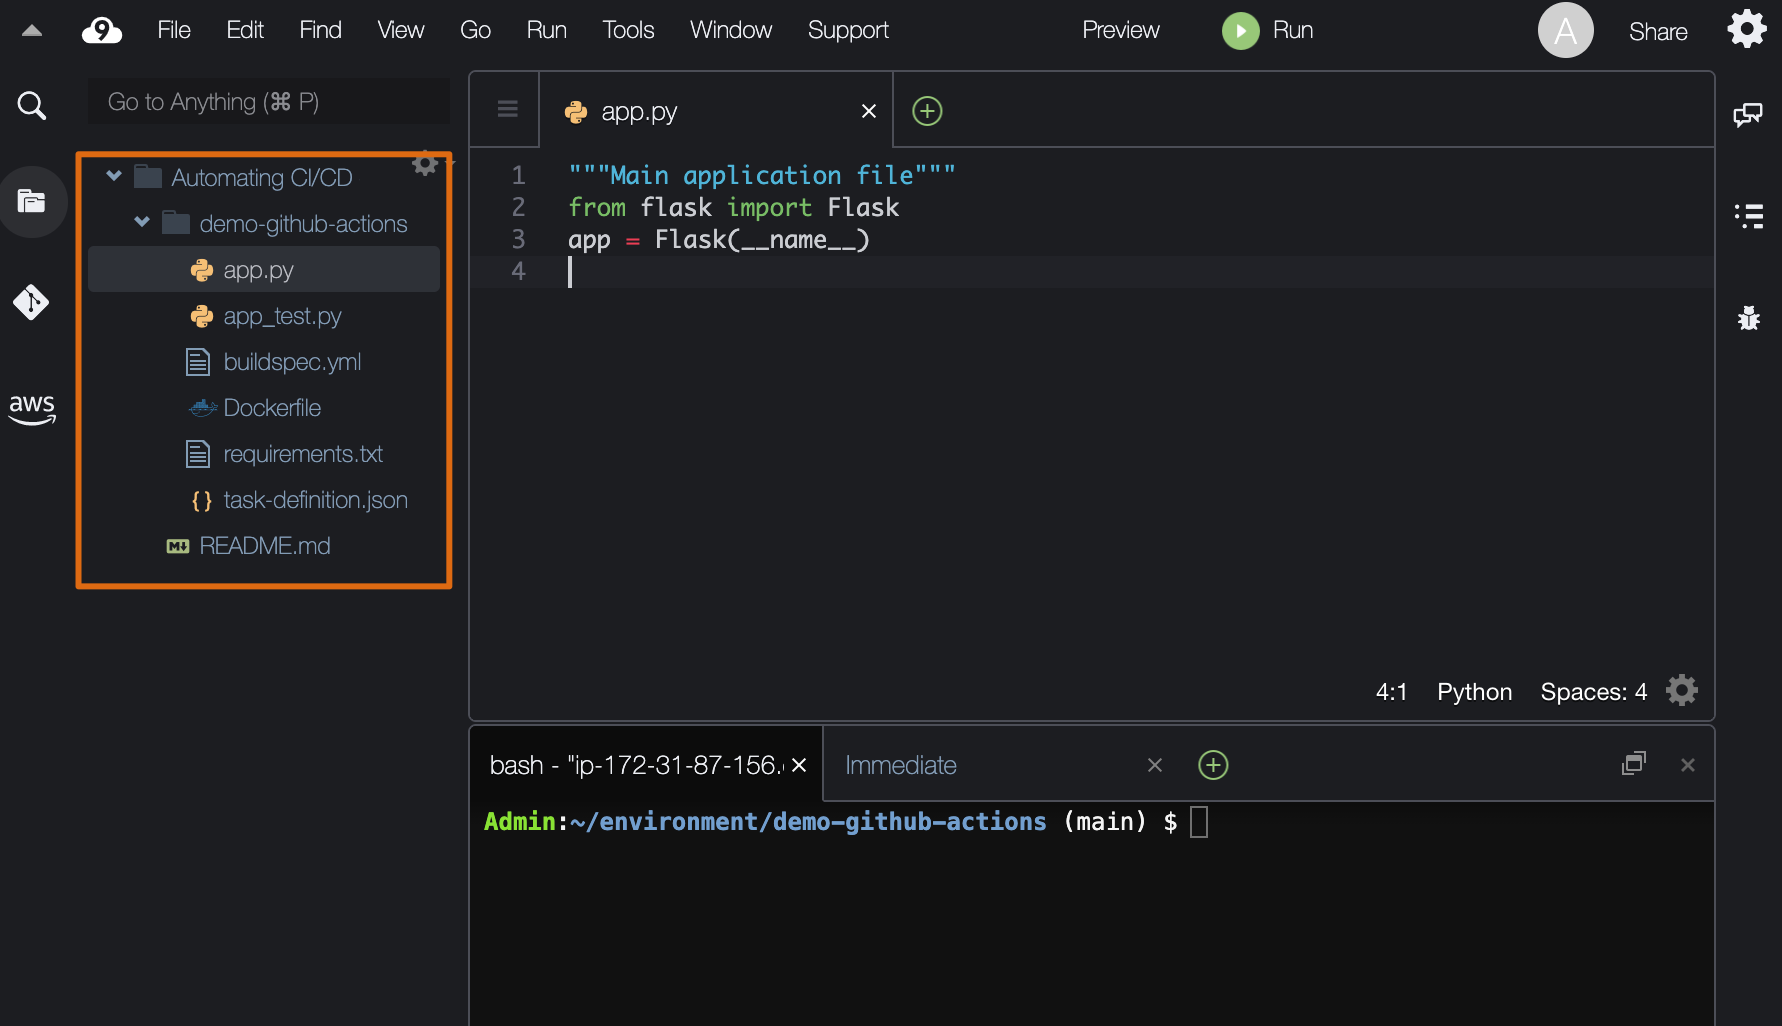 9 File Edit Find View Go Run Tools Window Support Preview Run A Share
Go to Anything (⌘ P)
Automating CI/CD
demo-github-actions
app.py
app_test.py
buildspec.yml
Dockerfile
requirements.txt
{ } task-definition.json
M↓ README.md
aws
app.py
1 """Main application file"""
2 from flask import Flask
3 app = Flask(__name__)
4
4:1 Python Spaces: 4
bash - "ip-172-31-87-156.
Immediate
Admin:~/environment/demo-github-actions (main) $